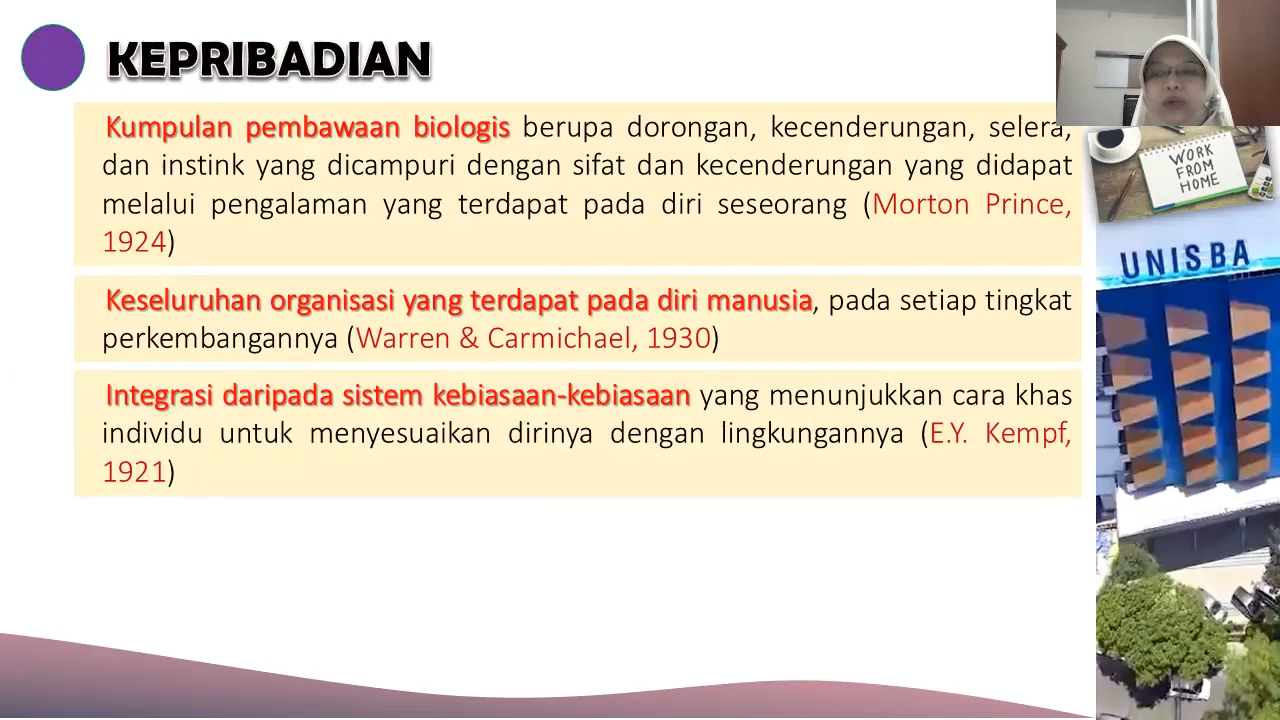 KEPRIBADIAN
Kumpulan pembawaan biologis berupa dorongan, kecenderungan, selera,
dan instink yang dicampuri dengan sifat dan kecenderungan yang didapat
melalui pengalaman yang terdapat pada diri seseorang (Morton Prince,
1924)
Keseluruhan organisasi yang terdapat pada diri manusia, pada setiap tingkat
perkembangannya (Warren & Carmichael, 1930)
Integrasi daripada sistem kebiasaan-kebiasaan yang menunjukkan cara khas
individu untuk menyesuaikan dirinya dengan lingkungannya (E.Y. Kempf,
1921)
WORK
FROM
HOME
UNISBA